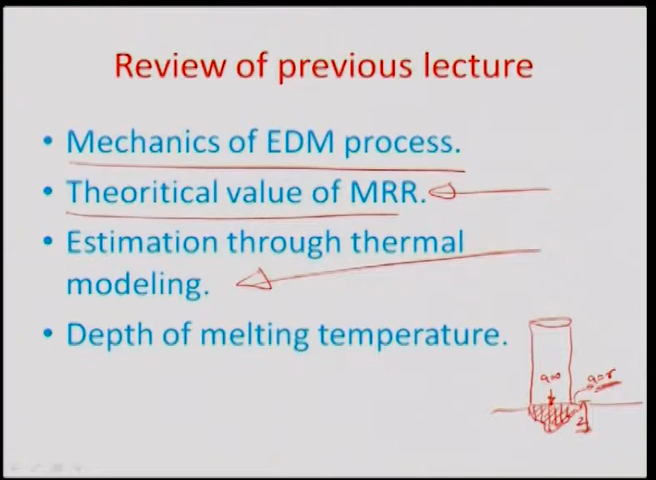 Review of previous lecture
• Mechanics of EDM process.
• Theoritical value of MRR.
• Estimation through thermal
modeling.
• Depth of melting temperature.